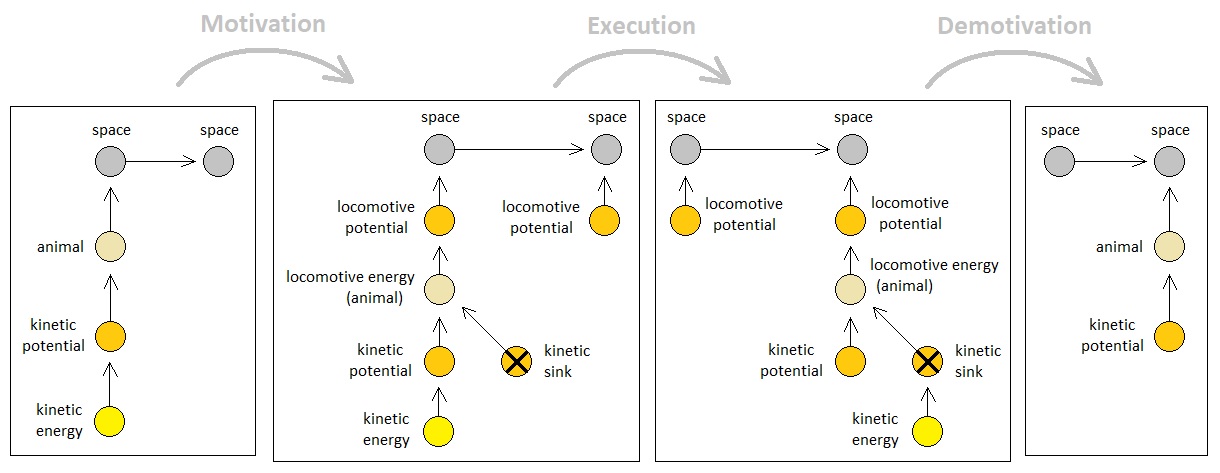 Motivation
Execution
Demotivation
space
space
animal
kinetic
potential
kinetic
energy
space
space
locomotive
potential
locomotive
potential
locomotive energy
(animal)
kinetic
potential
kinetic
sink
kinetic
energy
space
space
locomotive
potential
locomotive
potential
locomotive energy
(animal)
kinetic
potential
kinetic
sink
kinetic
energy
space
space
animal
kinetic
potential